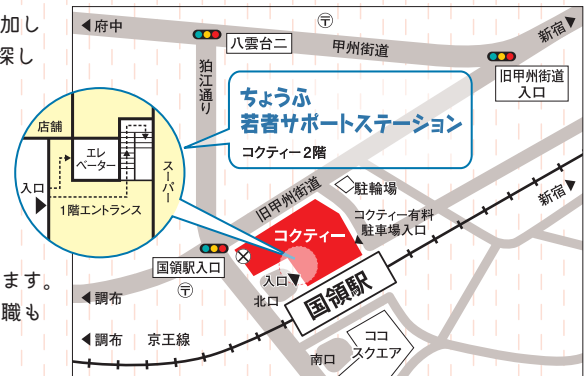 加し
探し
ます。
職も
府中
〒
新宿
八雲台二
甲州街道
旧甲州街道
入口
狛江通り
ちょうふ
若者サポートステーション
コクティー2階
店舗
エレ
ベーター
スーパー
入口
1階エントランス
旧甲州街道
駐輪場
コクティー有料
駐車場入口
新宿
コクティー
国領駅入口
〒
入口
北口
国領駅
調布
調布 京王線
南口
ココ
スクエア